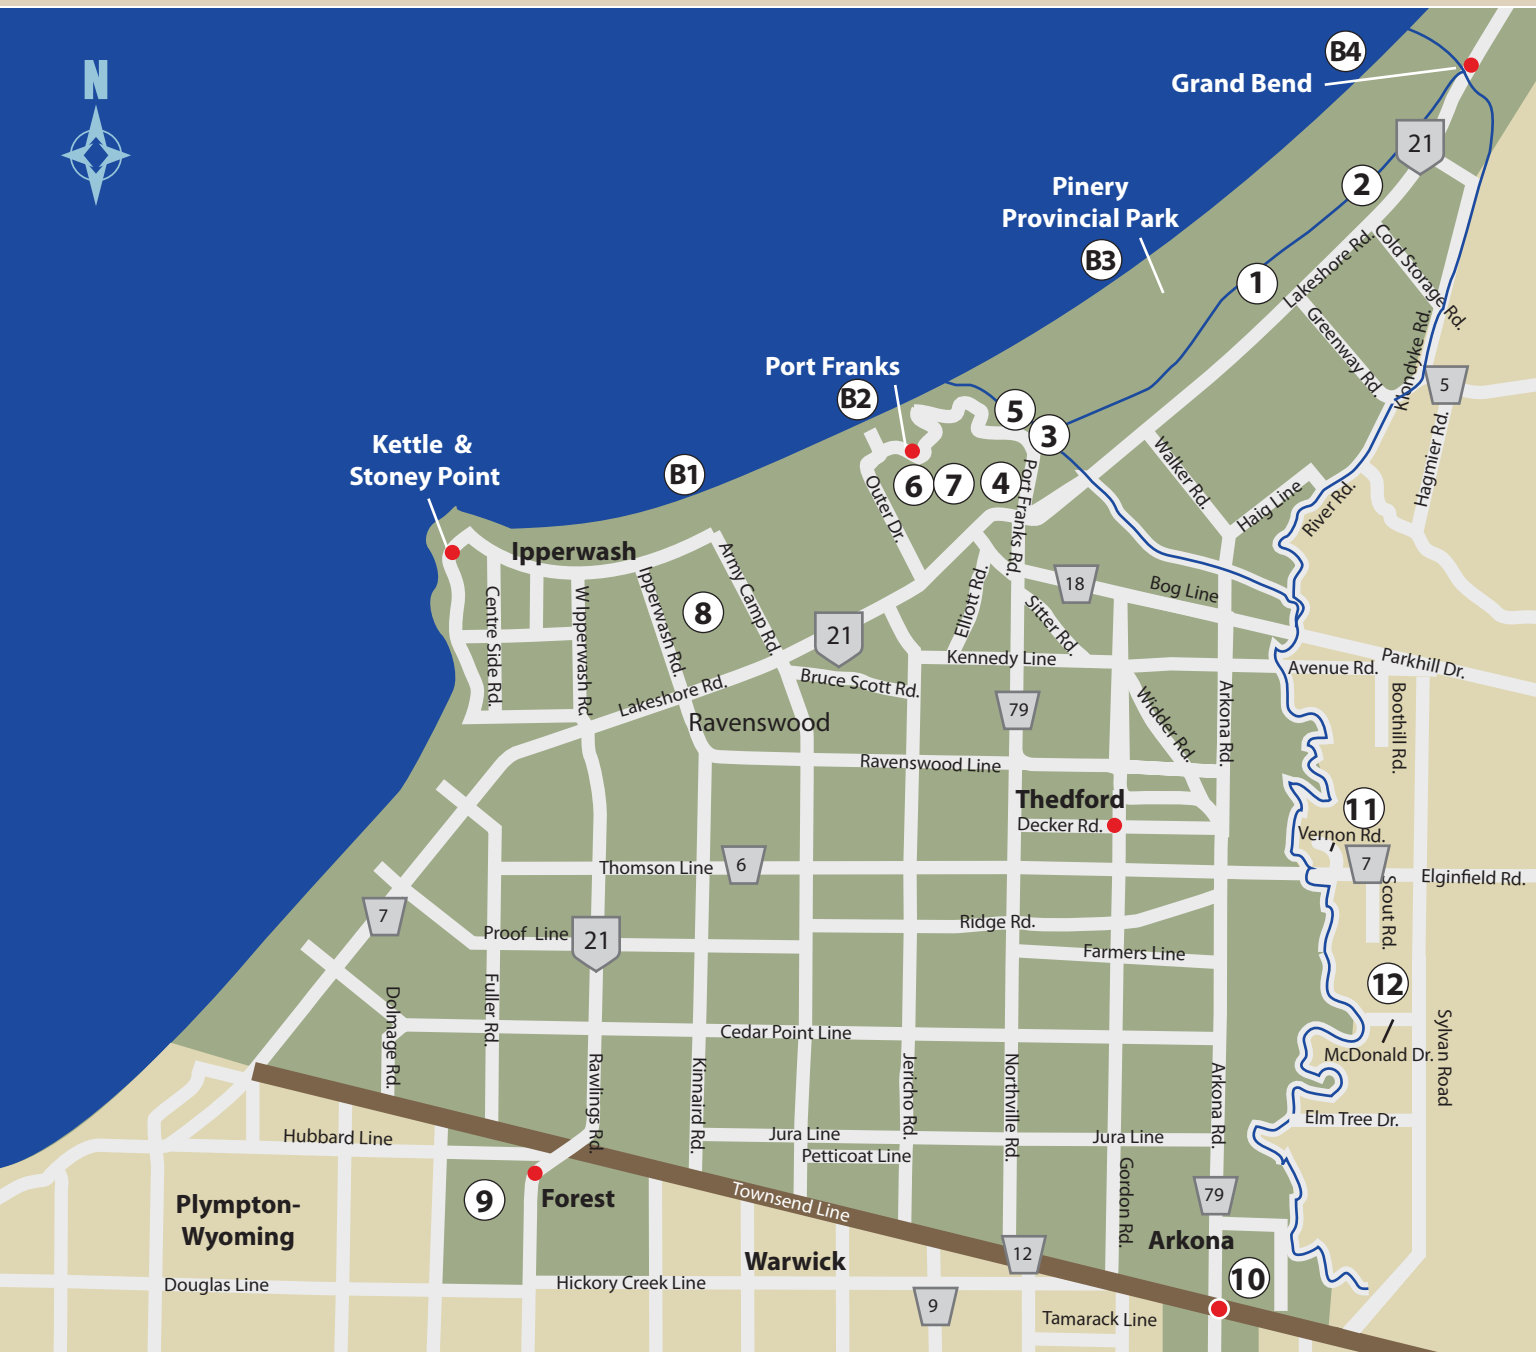 N
B4
Grand Bend
21
2
Pinery
Provincial Park
B3
Cold Storage Rd.
Lakeshore Rd.
1
Greenway Rd.
Klondyke Rd.
Port Franks
B2
5
5
3
Hagmier Rd.
Kettle &
Stoney Point
B1
6
7
4
Outer Dr.
Port Franks Rd.
Walker Rd.
Haig Line
River Rd.
Ipperwash
Army Camp Rd.
Ipperwash Rd.
Centre Side Rd.
W Ipperwash Rd
8
18
Bog Line
Elliott Rd.
Sitter Rd.
21
Kennedy Line
Avenue Rd.
Parkhill Dr.
Bruce Scott Rd.
Lakeshore Rd.
79
Widder Rd.
Arkona Rd.
Boothill Rd.
Ravenswood
Ravenswood Line
Thedford
Decker Rd.
11
Vernon Rd.
Thomson Line
6
7
Elginfield Rd.
Scout Rd.
7
Proof Line
21
Ridge Rd.
Farmers Line
12
Fuller Rd.
Dolmage Rd.
Cedar Point Line
McDonald Dr.
Sylvan Road
Rawlings Rd.
Kinnaird Rd.
Jericho Rd.
Northville Rd.
Arkona Rd.
Elm Tree Dr.
Hubbard Line
Jura Line
Jura Line
Petticoat Line
Gordon Rd.
Townsend Line
79
Plympton-
Wyoming
9
Forest
Arkona
Warwick
12
10
Douglas Line
Hickory Creek Line
9
Tamarack Line